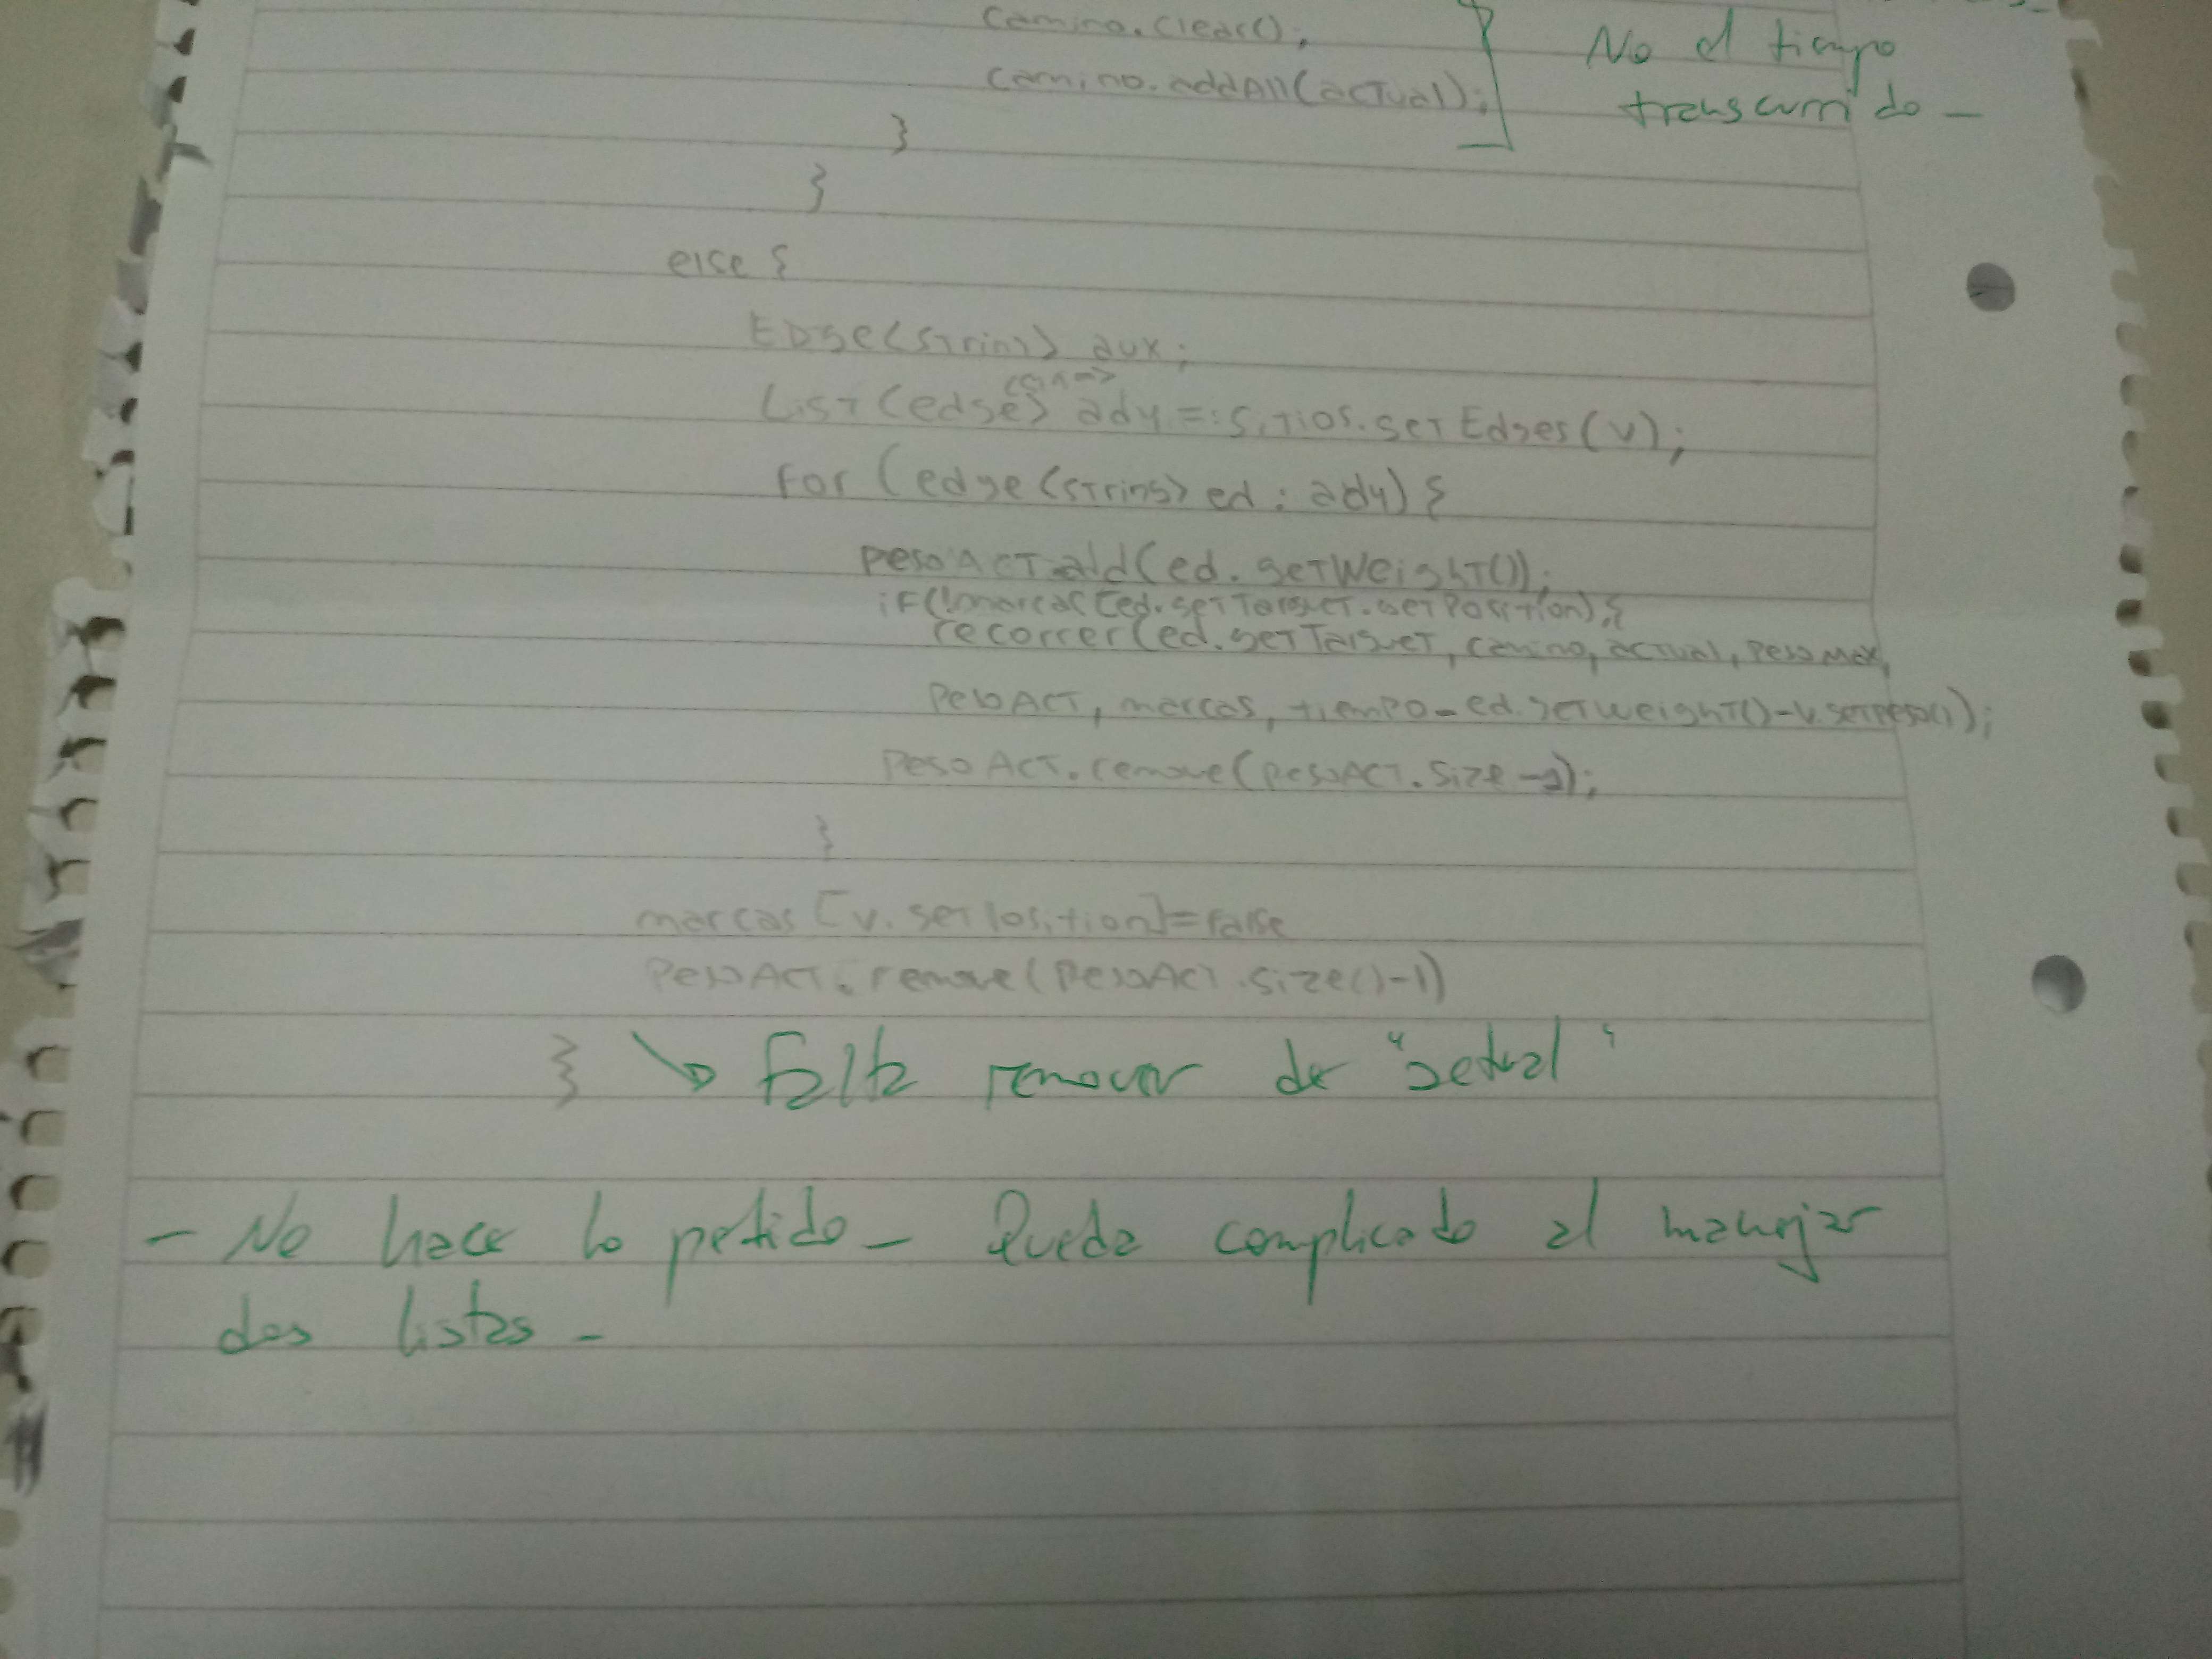 camino.clear();
No el tiempo
camino.addAll(actual);
transcurrido -
}
}
else {
Edge<string> aux;
<string>
List<edge> ady = sitios.getEdges(v);
for (edge<string> ed : ady) {
pesoAct.add(ed.getWeight());
if(!marcas[ed.getTarget.getPosition){
recorrer(ed.getTarget, camino, actual, pesoMax,
pesoAct, marcas, tiempo - ed.getweight()-v.getpeso());
PesoAct.remove(pesoAct.size -1);
}
marcas [v.getPosition]=false
PesoAct.remove(pesoAct.size()-1)
} Falta remover de "actual"
- No hace lo pedido - Queda complicado al manejar
dos listas -